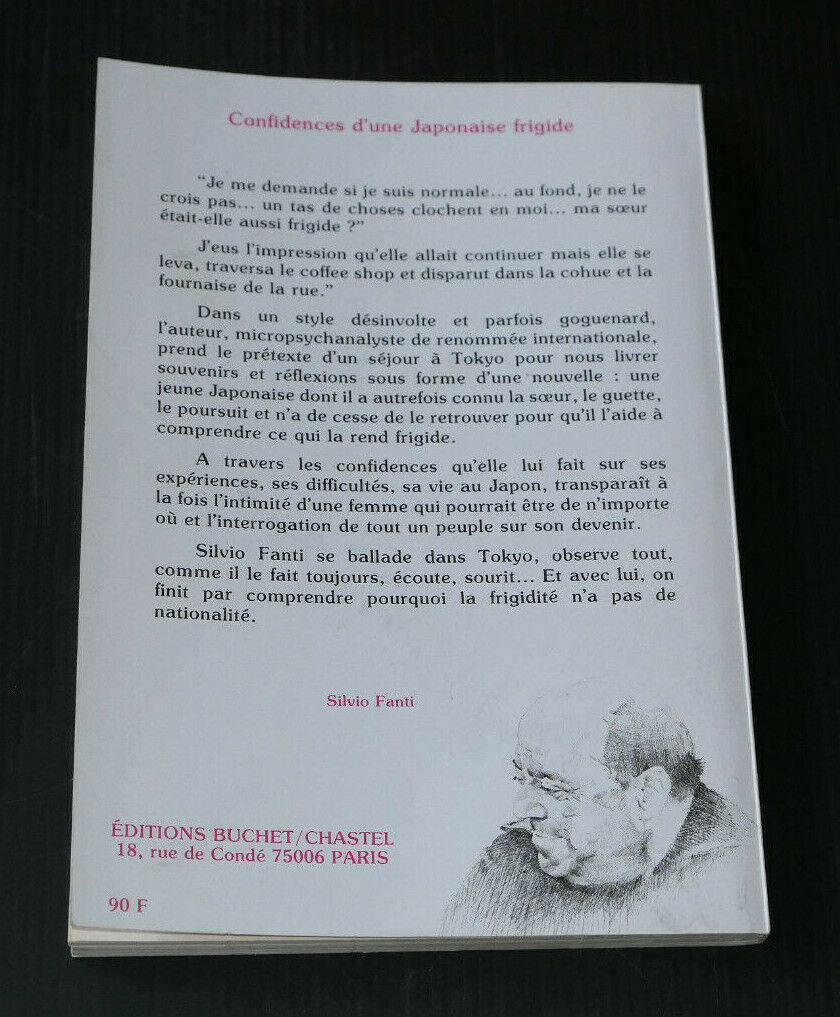 Confidences d'une Japonaise frigide
"Je me demande si je suis normale... au fond, je ne le
crois pas... un tas de choses clochent en moi... ma sœur
était-elle aussi frigide ?"
J'eus l'impression qu'elle allait continuer mais elle se
leva, traversa le coffee shop et disparut dans la cohue et la
fournaise de la rue."
Dans un style désinvolte et parfois goguenard,
l'auteur, micropsychanalyste de renommée internationale,
prend le prétexte d'un séjour à Tokyo pour nous livrer
souvenirs et réflexions sous forme d'une nouvelle : une
jeune Japonaise dont il a autrefois connu la sœur, le guette,
le poursuit et n'a de cesse de le retrouver pour qu'il l'aide à
comprendre ce qui la rend frigide.
A travers les confidences qu'elle lui fait sur ses
expériences, ses difficultés, sa vie au Japon, transparaît à
la fois l'intimité d'une femme qui pourrait être de n'importe
où et l'interrogation de tout un peuple sur son devenir.
Silvio Fanti se ballade dans Tokyo, observe tout,
comme il le fait toujours, écoute, sourit... Et avec lui, on
finit par comprendre pourquoi la frigidité n'a pas de
nationalité.
Silvio Fanti
ÉDITIONS BUCHET/CHASTEL
18, rue de Condé 75006 PARIS
90 F